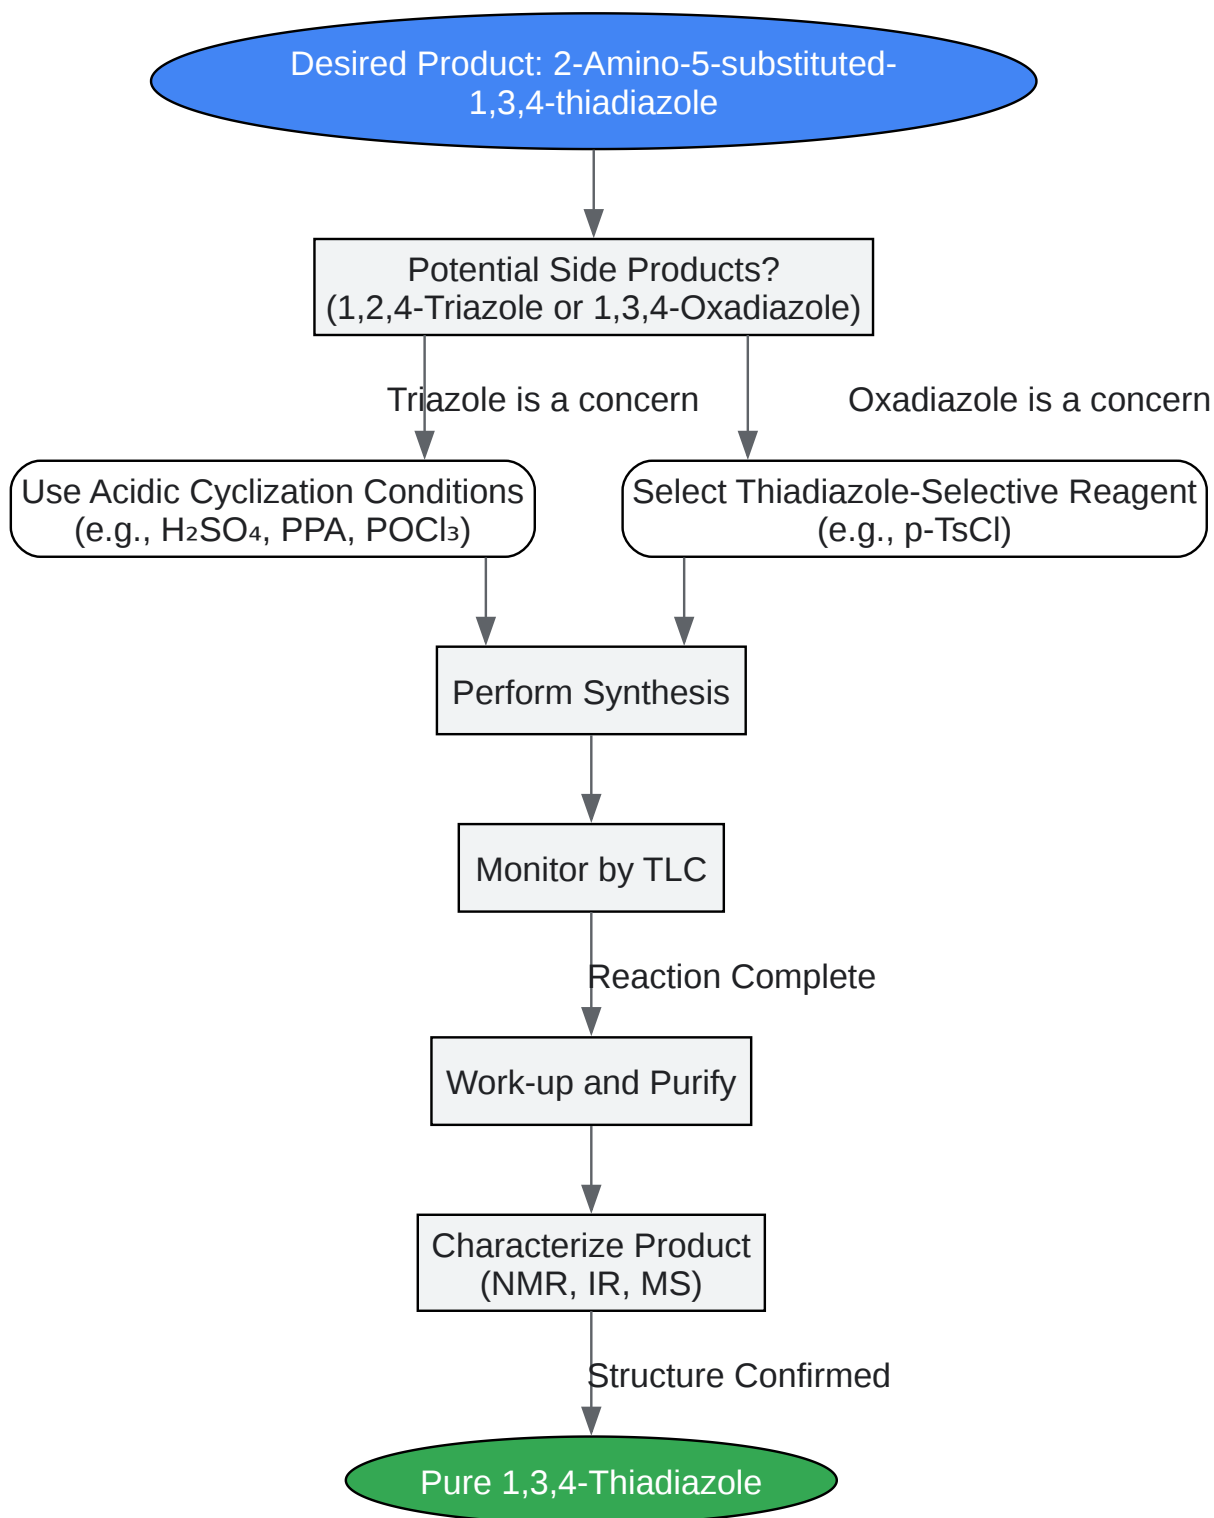 Desired Product: 2-Amino-5-substituted-
1,3,4-thiadiazole
Potential Side Products?
(1,2,4-Triazole or 1,3,4-Oxadiazole)
Triazole is a concern
Oxadiazole is a concern
Use Acidic Cyclization Conditions
(e.g., H₂SO₄, PPA, POCl₃)
Select Thiadiazole-Selective Reagent
(e.g., p-TsCl)
Perform Synthesis
Monitor by TLC
Reaction Complete
Work-up and Purify
Characterize Product
(NMR, IR, MS)
Structure Confirmed
Pure 1,3,4-Thiadiazole